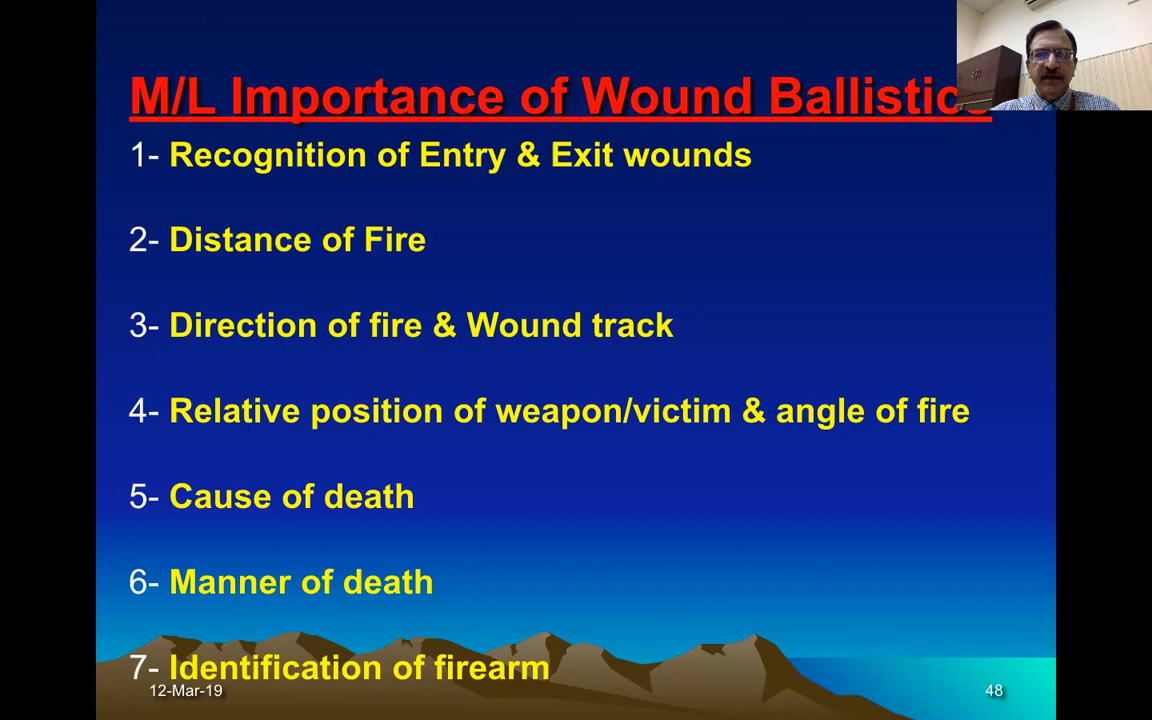 M/L Importance of Wound Ballistics
1- Recognition of Entry & Exit wounds
2- Distance of Fire
3- Direction of fire & Wound track
4- Relative position of weapon/victim & angle of fire
5- Cause of death
6- Manner of death
7- Identification of firearm
12-Mar-19
48